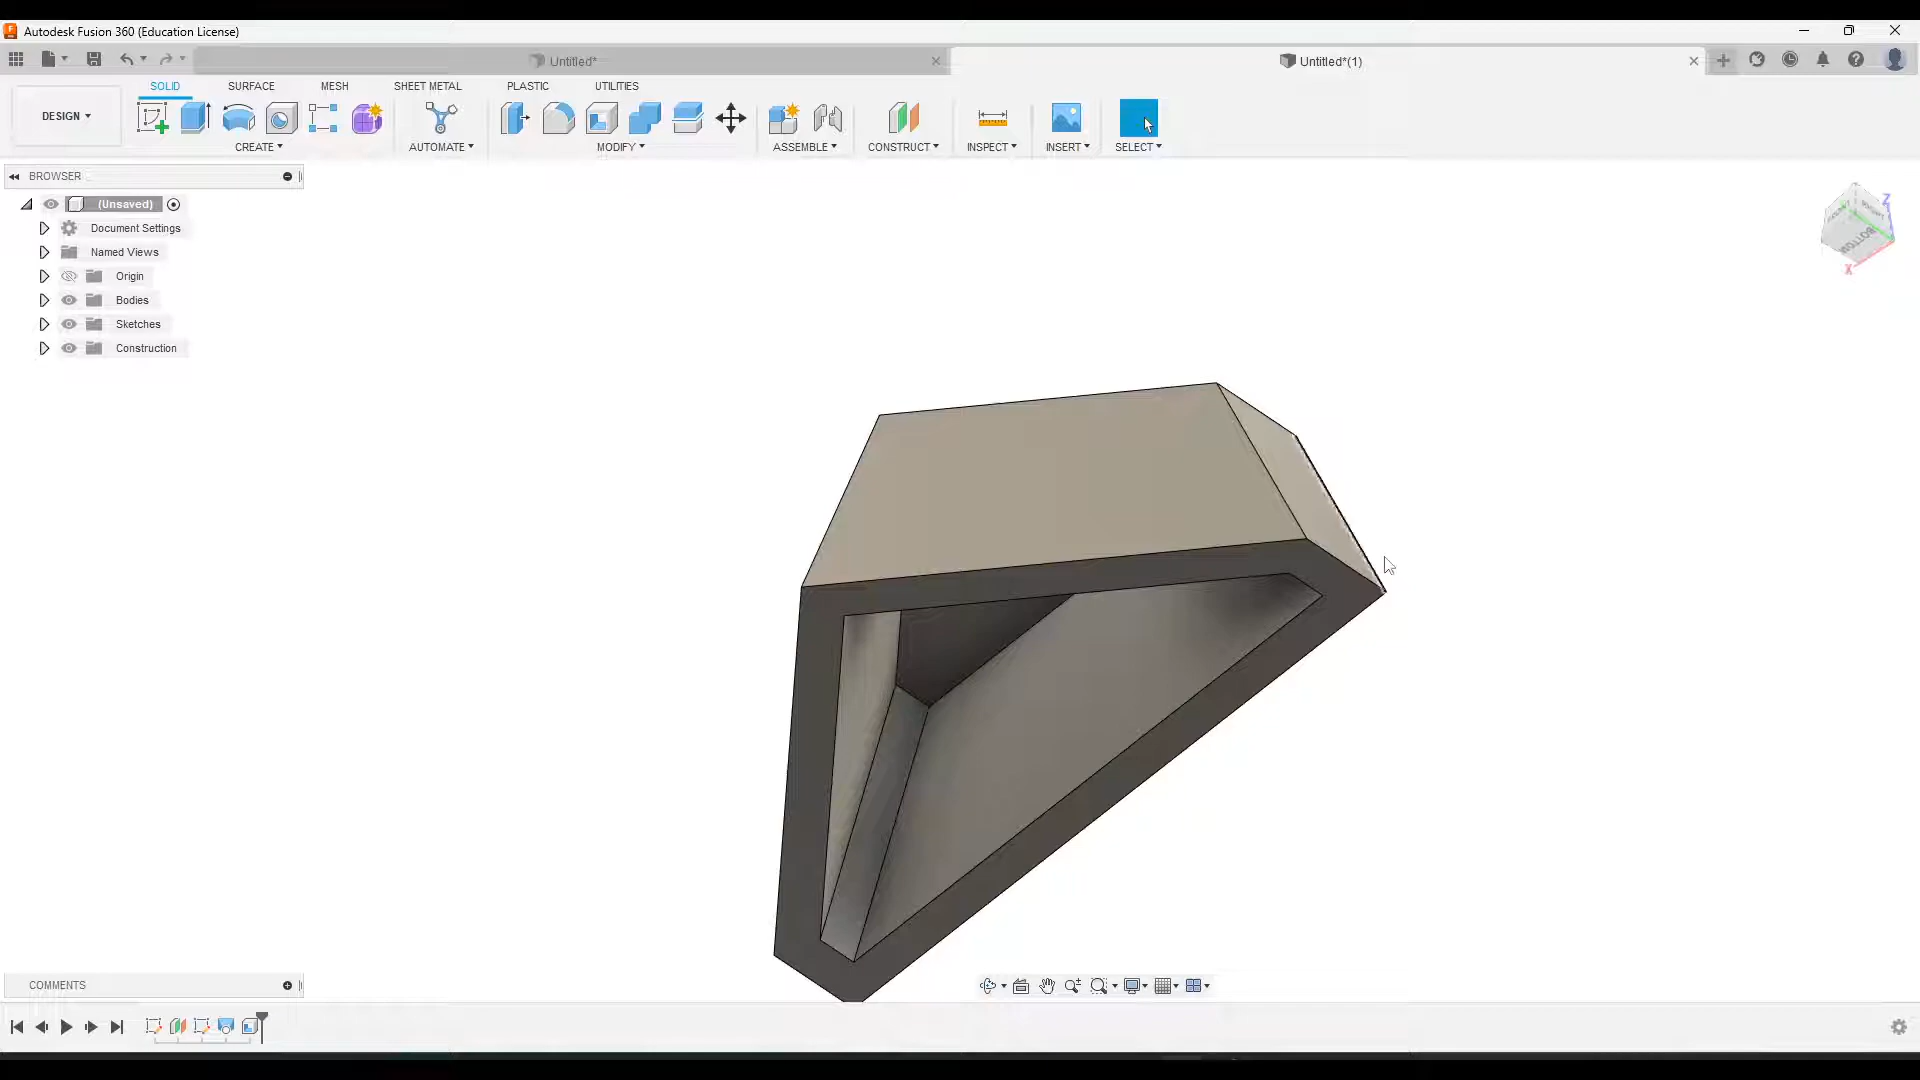 Autodesk Fusion 360 (Education License)
Untitled*
Untitled*(1)
SOLID SURFACE MESH SHEET METAL PLASTIC UTILITIES
DESIGN
CREATE AUTOMATE MODIFY ASSEMBLE CONSTRUCT INSPECT INSERT SELECT
BROWSER
(Unsaved)
Document Settings
Named Views
Origin
Bodies
Sketches
Construction
Z
BOTTOM
X
COMMENTS